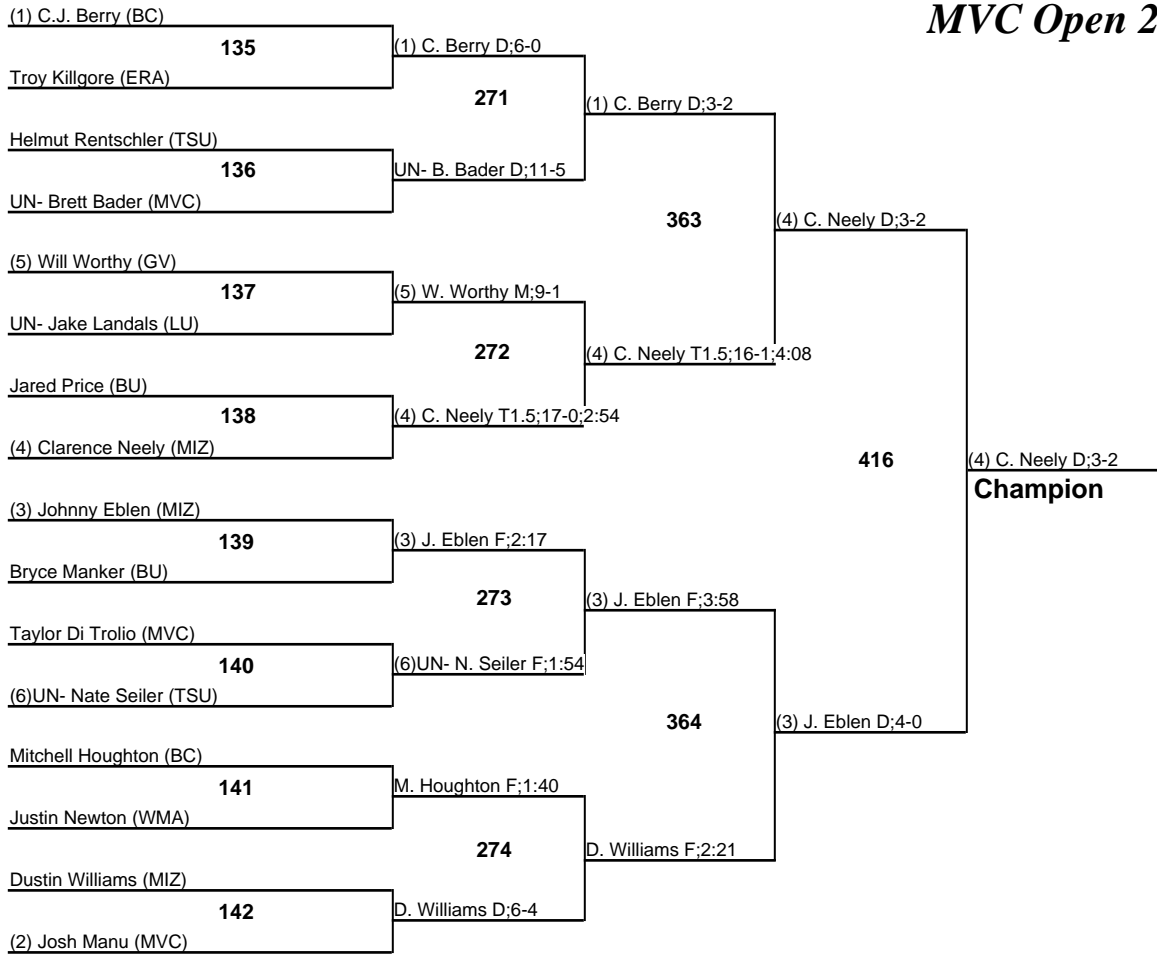 MVC Open 2
(1) C.J. Berry (BC)
135
(1) C. Berry D;6-0
Troy Killgore (ERA)
271
(1) C. Berry D;3-2
Helmut Rentschler (TSU)
136
UN- B. Bader D;11-5
UN- Brett Bader (MVC)
363
(4) C. Neely D;3-2
(5) Will Worthy (GV)
137
(5) W. Worthy M;9-1
UN- Jake Landals (LU)
272
(4) C. Neely T1.5;16-1;4:08
Jared Price (BU)
138
(4) C. Neely T1.5;17-0;2:54
(4) Clarence Neely (MIZ)
416
(4) C. Neely D;3-2
Champion
(3) Johnny Eblen (MIZ)
139
(3) J. Eblen F;2:17
Bryce Manker (BU)
273
(3) J. Eblen F;3:58
Taylor Di Trolio (MVC)
140
(6)UN- N. Seiler F;1:54
(6)UN- Nate Seiler (TSU)
364
(3) J. Eblen D;4-0
Mitchell Houghton (BC)
141
M. Houghton F;1:40
Justin Newton (WMA)
274
D. Williams F;2:21
Dustin Williams (MIZ)
142
D. Williams D;6-4
(2) Josh Manu (MVC)